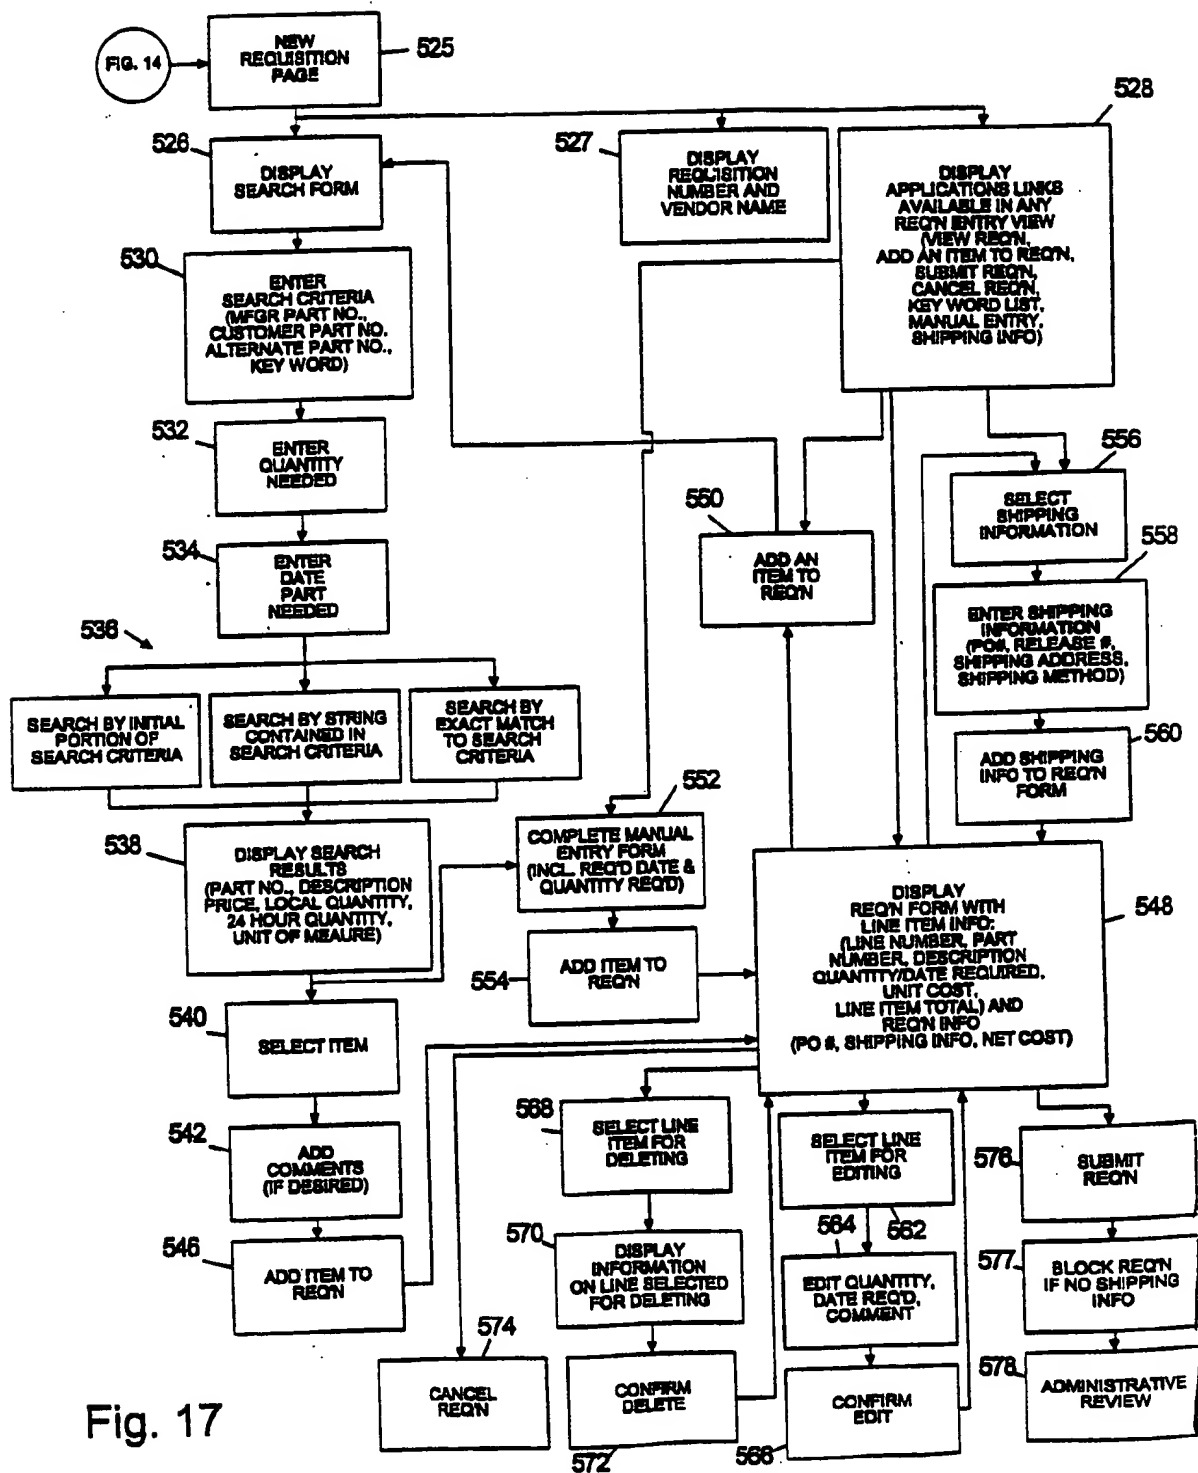 FIG. 14
NEW
REQUISITION
PAGE
525
526
DISPLAY
SEARCH FORM
527
DISPLAY
REQUISITION
NUMBER AND
VENDOR NAME
528
DISPLAY
APPLICATIONS LINKS
AVAILABLE IN ANY
REQ'N ENTRY VIEW
(VIEW REQ'N,
ADD AN ITEM TO REQ'N,
SUBMIT REQ'N,
CANCEL REQ'N,
KEY WORD LIST,
MANUAL ENTRY,
SHIPPING INFO)
530
ENTER
SEARCH CRITERIA
(MFGR PART NO.,
CUSTOMER PART NO.
ALTERNATE PART NO.,
KEY WORD)
532
ENTER
QUANTITY
NEEDED
534
ENTER
DATE
PART
NEEDED
536
SEARCH BY INITIAL
PORTION OF
SEARCH CRITERIA
SEARCH BY STRING
CONTAINED IN
SEARCH CRITERIA
SEARCH BY
EXACT MATCH
TO SEARCH
CRITERIA
538
DISPLAY SEARCH
RESULTS
(PART NO., DESCRIPTION
PRICE, LOCAL QUANTITY,
24 HOUR QUANTITY,
UNIT OF MEAURE)
540
SELECT ITEM
542
ADD
COMMENTS
(IF DESIRED)
546
ADD ITEM TO
REQ'N
550
ADD AN
ITEM TO
REQ'N
552
COMPLETE MANUAL
ENTRY FORM
(INCL. REQ'D DATE &
QUANTITY REQ'D)
554
ADD ITEM TO
REQ'N
556
SELECT
SHIPPING
INFORMATION
558
ENTER SHIPPING
INFORMATION
(PO#, RELEASE #,
SHIPPING ADDRESS,
SHIPPING METHOD)
560
ADD SHIPPING
INFO TO REQ'N
FORM
548
DISPLAY
REQ'N FORM WITH
LINE ITEM INFO:
(LINE NUMBER, PART
NUMBER, DESCRIPTION
QUANTITY/DATE REQUIRED,
UNIT COST,
LINE ITEM TOTAL) AND
REQ'N INFO
(PO #, SHIPPING INFO, NET COST)
568
SELECT LINE
ITEM FOR
DELETING
570
DISPLAY
INFORMATION
ON LINE SELECTED
FOR DELETING
572
CONFIRM
DELETE
574
CANCEL
REQ'N
SELECT LINE
ITEM FOR
EDITING
562
564
EDIT QUANTITY,
DATE REQ'D,
COMMENT
566
CONFIRM
EDIT
576
SUBMIT
REQ'N
577
BLOCK REQ'N
IF NO SHIPPING
INFO
578
ADMINISTRATIVE
REVIEW
Fig. 17